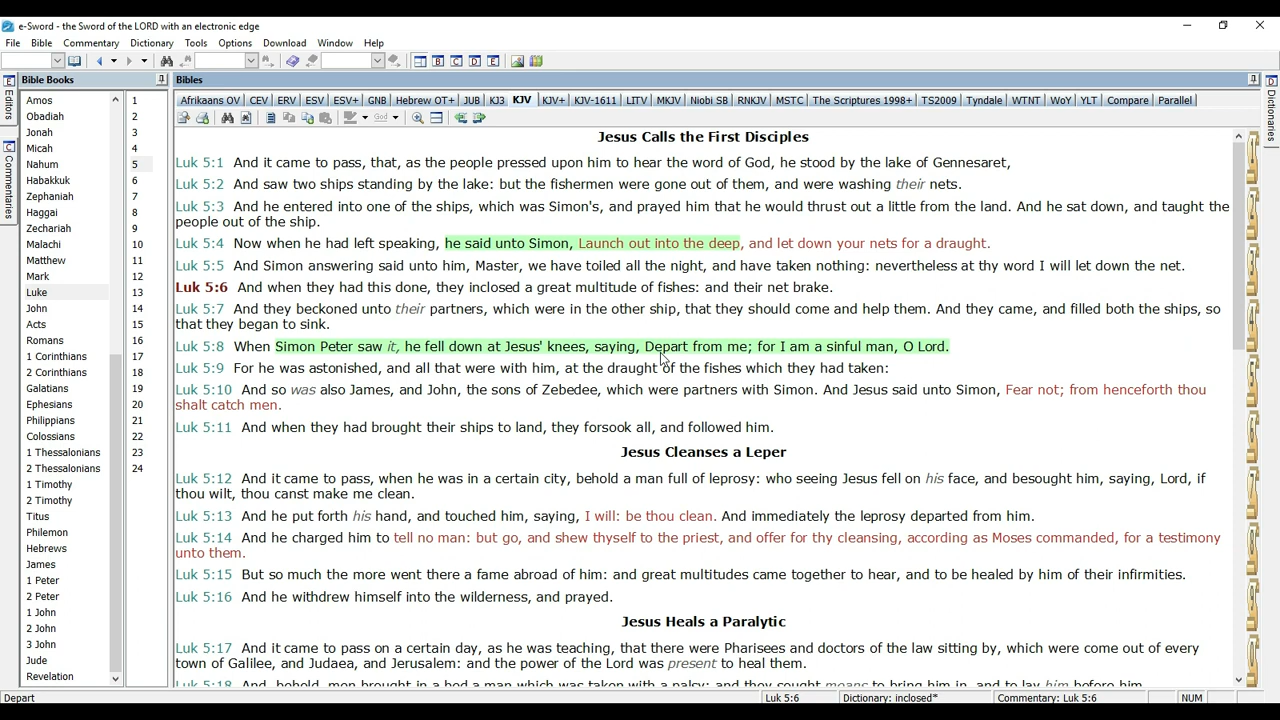 e-Sword - the Sword of the LORD with an electronic edge
File Bible Commentary Dictionary Tools Options Download Window Help
B C D E
Bible Books
Bibles
Editors
Commentaries
Dictionaries
Afrikaans OV CEV ERV ESV ESV+ GNB Hebrew OT+ JUB KJ3 KJV KJV+ KJV-1611 LITV MKJV Niobi SB RNKJV MSTC The Scriptures 1998+ TS2009 Tyndale WTNT WoY YLT Compare Parallel
Amos
Obadiah
Jonah
Micah
Nahum
Habakkuk
Zephaniah
Haggai
Zechariah
Malachi
Matthew
Mark
Luke
John
Acts
Romans
1 Corinthians
2 Corinthians
Galatians
Ephesians
Philippians
Colossians
1 Thessalonians
2 Thessalonians
1 Timothy
2 Timothy
Titus
Philemon
Hebrews
James
1 Peter
2 Peter
1 John
2 John
3 John
Jude
Revelation
1
2
3
4
5
6
7
8
9
10
11
12
13
14
15
16
17
18
19
20
21
22
23
24
God
Jesus Calls the First Disciples
Luk 5:1 And it came to pass, that, as the people pressed upon him to hear the word of God, he stood by the lake of Gennesaret,
Luk 5:2 And saw two ships standing by the lake: but the fishermen were gone out of them, and were washing their nets.
Luk 5:3 And he entered into one of the ships, which was Simon's, and prayed him that he would thrust out a little from the land. And he sat down, and taught the
people out of the ship.
Luk 5:4 Now when he had left speaking, he said unto Simon, Launch out into the deep, and let down your nets for a draught.
Luk 5:5 And Simon answering said unto him, Master, we have toiled all the night, and have taken nothing: nevertheless at thy word I will let down the net.
Luk 5:6 And when they had this done, they inclosed a great multitude of fishes: and their net brake.
Luk 5:7 And they beckoned unto their partners, which were in the other ship, that they should come and help them. And they came, and filled both the ships, so
that they began to sink.
Luk 5:8 When Simon Peter saw it, he fell down at Jesus' knees, saying, Depart from me; for I am a sinful man, O Lord.
Luk 5:9 For he was astonished, and all that were with him, at the draught of the fishes which they had taken:
Luk 5:10 And so was also James, and John, the sons of Zebedee, which were partners with Simon. And Jesus said unto Simon, Fear not; from henceforth thou
shalt catch men.
Luk 5:11 And when they had brought their ships to land, they forsook all, and followed him.
Jesus Cleanses a Leper
Luk 5:12 And it came to pass, when he was in a certain city, behold a man full of leprosy: who seeing Jesus fell on his face, and besought him, saying, Lord, if
thou wilt, thou canst make me clean.
Luk 5:13 And he put forth his hand, and touched him, saying, I will: be thou clean. And immediately the leprosy departed from him.
Luk 5:14 And he charged him to tell no man: but go, and shew thyself to the priest, and offer for thy cleansing, according as Moses commanded, for a testimony
unto them.
Luk 5:15 But so much the more went there a fame abroad of him: and great multitudes came together to hear, and to be healed by him of their infirmities.
Luk 5:16 And he withdrew himself into the wilderness, and prayed.
Jesus Heals a Paralytic
Luk 5:17 And it came to pass on a certain day, as he was teaching, that there were Pharisees and doctors of the law sitting by, which were come out of every
town of Galilee, and Judaea, and Jerusalem: and the power of the Lord was present to heal them.
Luk 5:18 And, behold, men brought in a bed a man which was taken with a palsy: and they sought means to bring him in, and to lay him before him.
Depart
Luk 5:6
Dictionary: inclosed*
Commentary: Luk 5:6
NUM